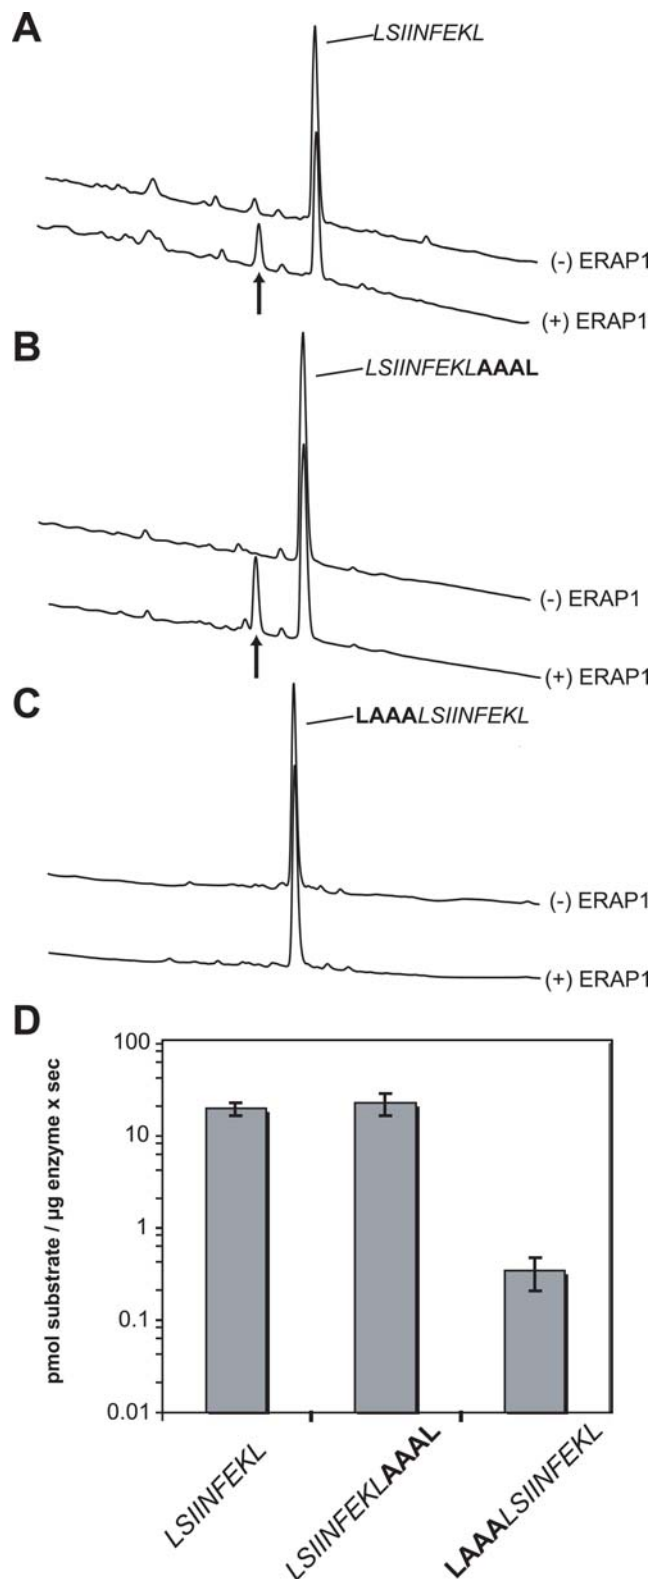 A
LSIINFEKL
(-) ERAP1
(+) ERAP1
B
LSIINFEKLAAAL
(-) ERAP1
(+) ERAP1
C
LAAALSIINFEKL
(-) ERAP1
(+) ERAP1
D
pmol substrate / µg enzyme x sec
100
10
1
0.1
0.01
LSIINFEKL
LSIINFEKLAAAL
LAAALSIINFEKL